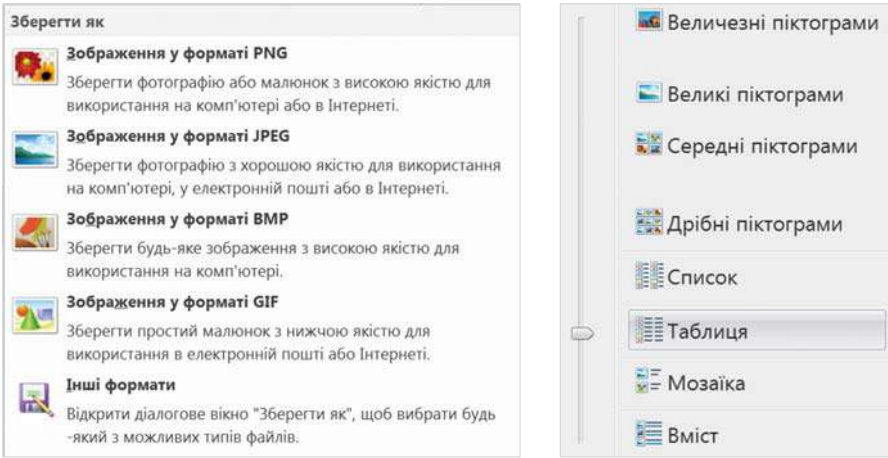 Зберегти як
Зображення у форматі PNG
Зберегти фотографію або малюнок з високою якістю для
використання на комп'ютері або в Інтернеті.
Зображення у форматі JPEG
Зберегти фотографію з хорошою якістю для використання
на комп'ютері, у електронній пошті або в Інтернеті.
Зображення у форматі BMP
Зберегти будь-яке зображення з високою якістю для
використання на комп'ютері.
Зображення у форматі GIF
Зберегти простий малюнок з нижчою якістю для
використання в електронній пошті або Інтернеті.
Інші формати
Відкрити діалогове вікно "Зберегти як", щоб вибрати будь
-який з можливих типів файлів.
Величезні піктограми
Великі піктограми
Середні піктограми
Дрібні піктограми
Список
Таблиця
Мозаїка
Вміст